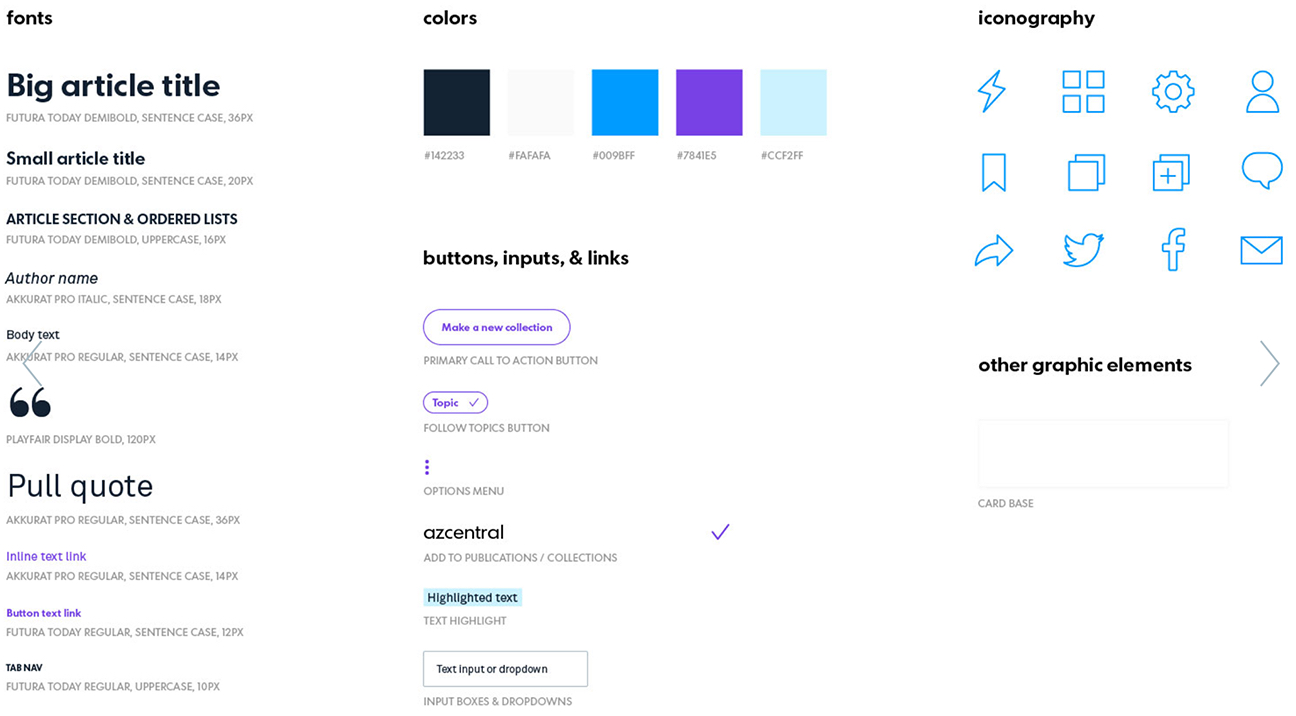 fonts
Big article title
FUTURA TODAY DEMIBOLD, SENTENCE CASE, 36PX
Small article title
FUTURA TODAY DEMIBOLD, SENTENCE CASE, 20PX
ARTICLE SECTION & ORDERED LISTS
FUTURA TODAY DEMIBOLD, UPPERCASE, 16PX
Author name
AKKURAT PRO ITALIC, SENTENCE CASE, 18PX
Body text
AKKURAT PRO REGULAR, SENTENCE CASE, 14PX
“
PLAYFAIR DISPLAY BOLD, 120PX
Pull quote
AKKURAT PRO REGULAR, SENTENCE CASE, 36PX
Inline text link
AKKURAT PRO REGULAR, SENTENCE CASE, 14PX
Button text link
FUTURA TODAY REGULAR, SENTENCE CASE, 12PX
TAB NAV
FUTURA TODAY REGULAR, UPPERCASE, 10PX
colors
#142233 #FAFAFA #009BFF #7841E5 #CCF2FF
buttons, inputs, & links
Make a new collection
PRIMARY CALL TO ACTION BUTTON
Topic
FOLLOW TOPICS BUTTON
OPTIONS MENU
azcentral
ADD TO PUBLICATIONS / COLLECTIONS
Highlighted text
TEXT HIGHLIGHT
Text input or dropdown
INPUT BOXES & DROPDOWNS
iconography
other graphic elements
CARD BASE